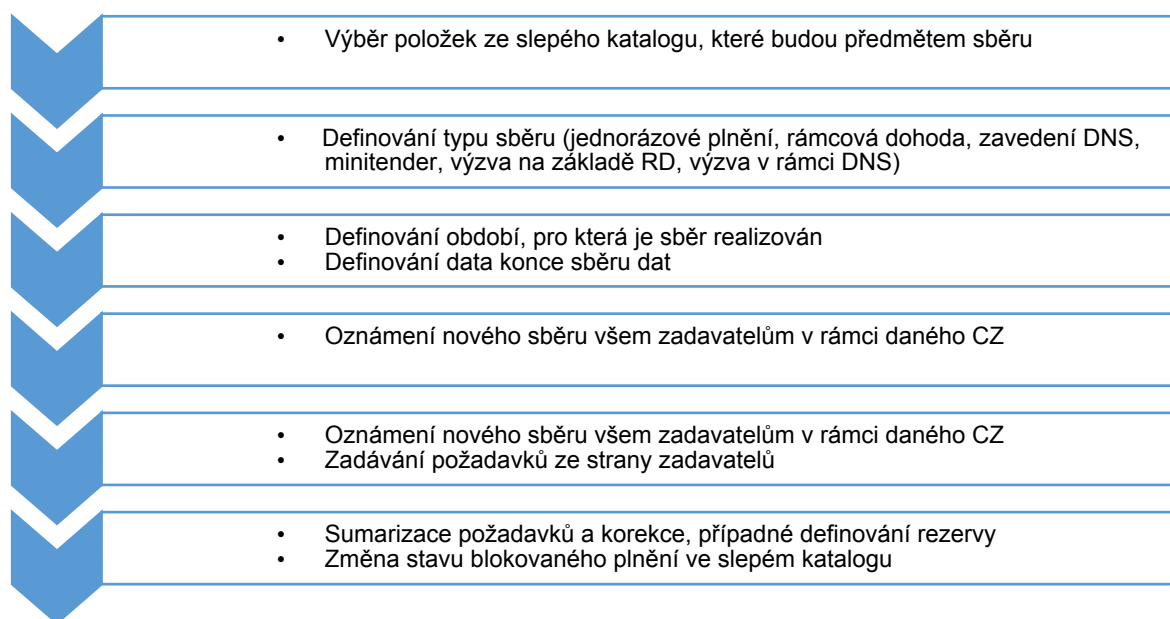 • Výběr položek ze slepého katalogu, které budou předmětem sběru
• Definování typu sběru (jednorázové plnění, rámcová dohoda, zavedení DNS,
minitender, výzva na základě RD, výzva v rámci DNS)
• Definování období, pro která je sběr realizován
• Definování data konce sběru dat
• Oznámení nového sběru všem zadavatelům v rámci daného CZ
• Oznámení nového sběru všem zadavatelům v rámci daného CZ
• Zadávání požadavků ze strany zadavatelů
• Sumarizace požadavků a korekce, případné definování rezervy
• Změna stavu blokovaného plnění ve slepém katalogu